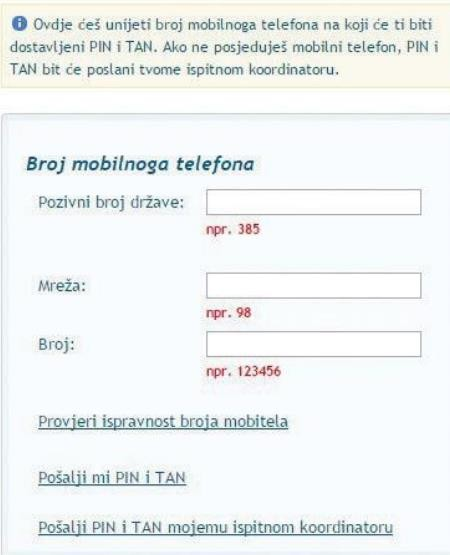 Ovdje ćeš unijeti broj mobilnoga telefona na koji će ti biti
dostavljeni PIN i TAN. Ako ne posjeduješ mobilni telefon, PIN i
TAN bit će poslani tvome ispitnom koordinatoru.
Broj mobilnoga telefona
Pozivni broj države:
npr. 385
Mreža:
npr. 98
Broj:
npr. 123456
Provjeri ispravnost broja mobitela
Pošalji mi PIN i TAN
Pošalji PIN i TAN mojemu ispitnom koordinatoru